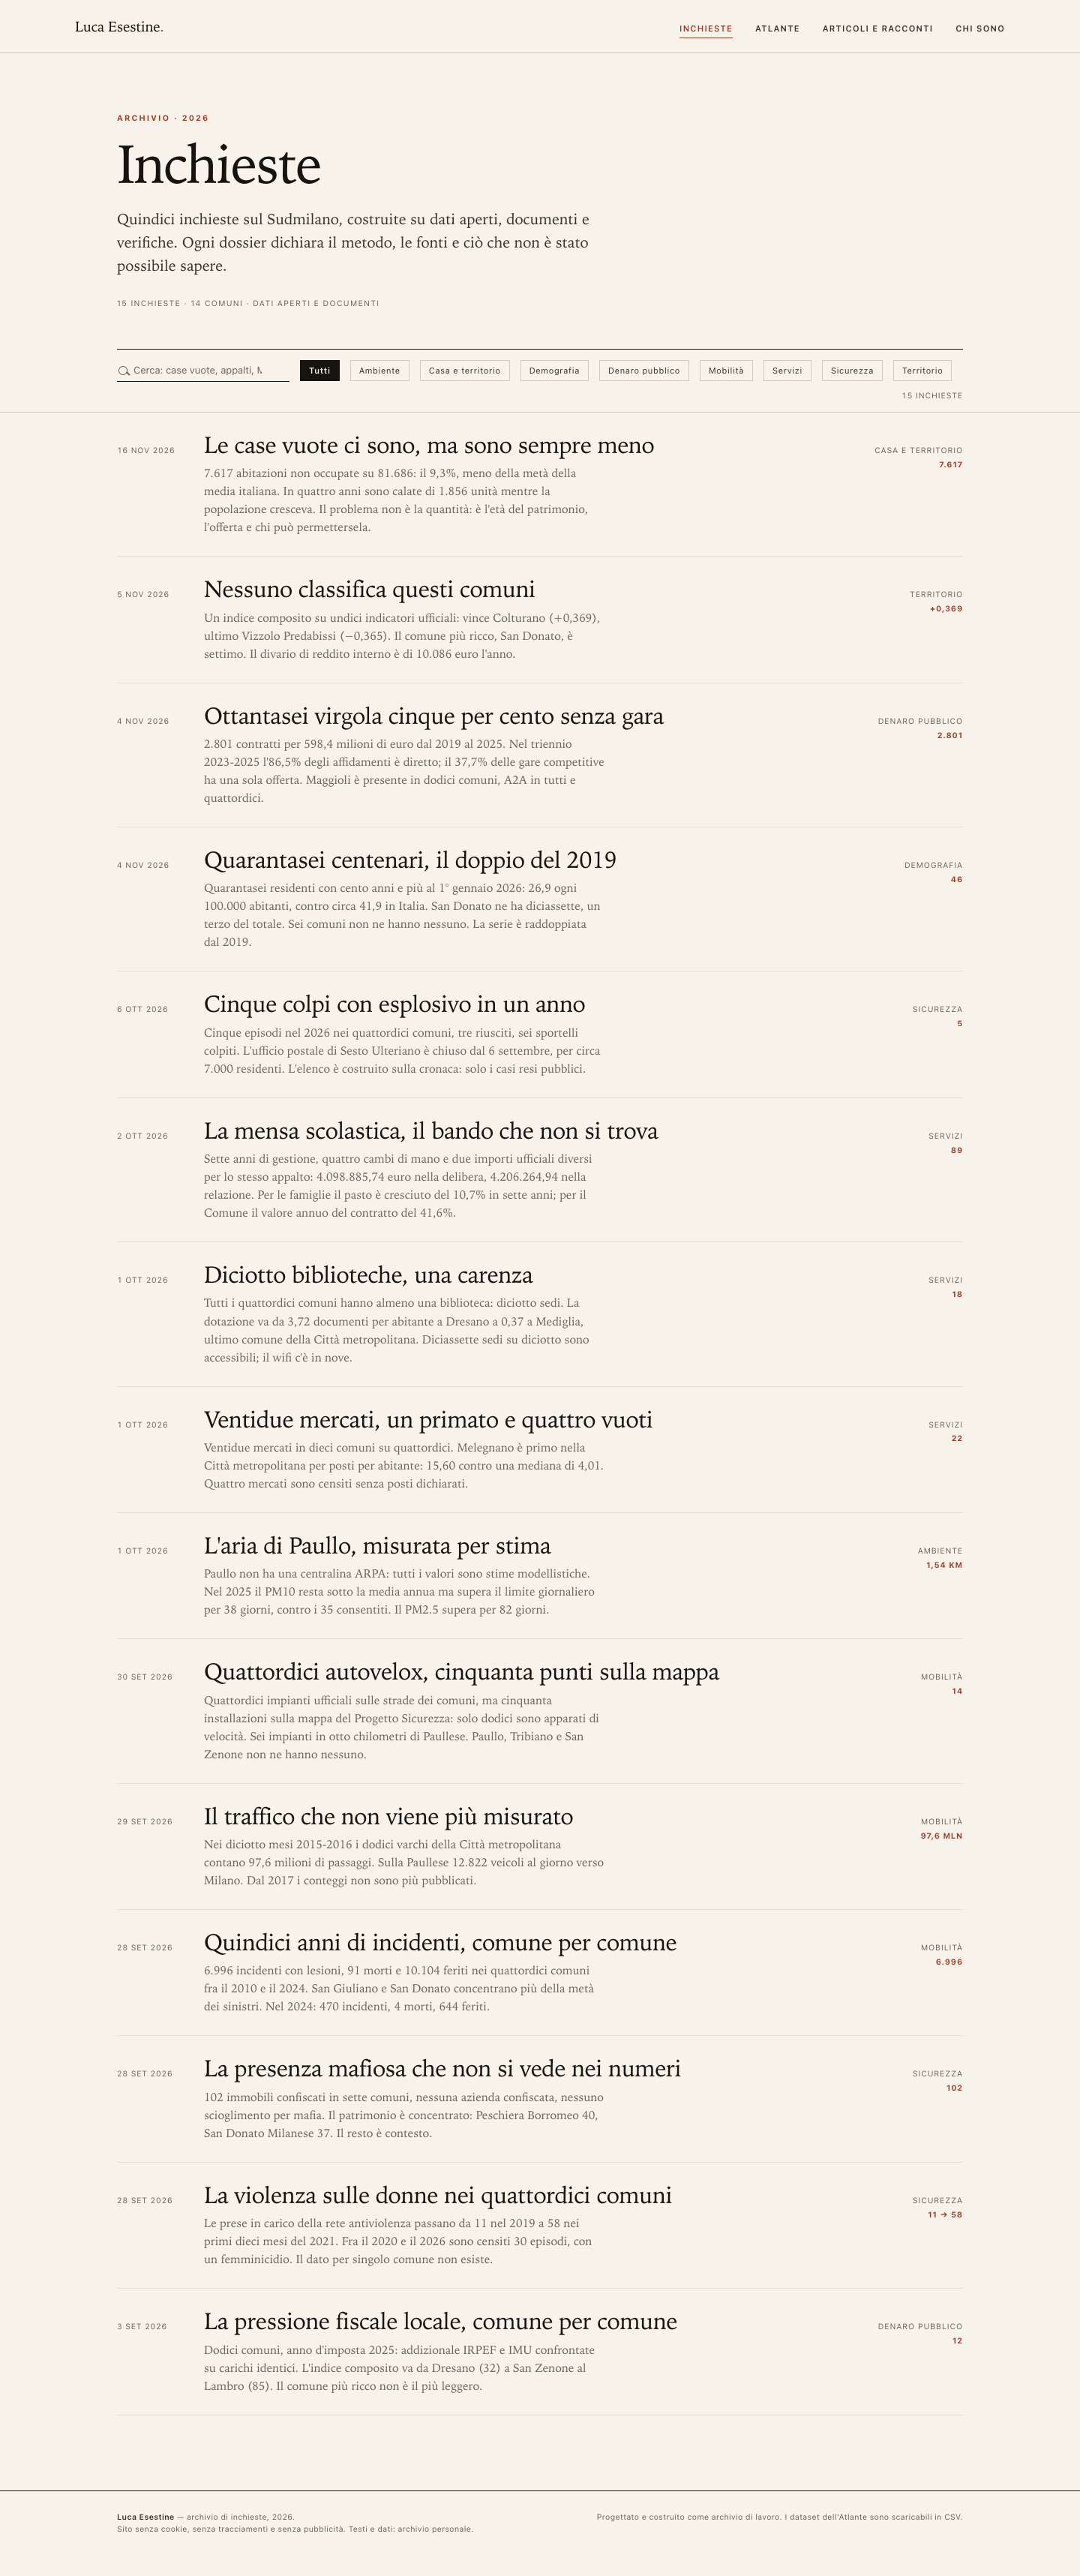 Luca Esestine.
INCHIESTE ATLANTE ARTICOLI E RACCONTI CHI SONO
ARCHIVIO · 2026
Inchieste
Quindici inchieste sul Sudmilano, costruite su dati aperti, documenti e
verifiche. Ogni dossier dichiara il metodo, le fonti e ciò che non è stato
possibile sapere.
15 INCHIESTE · 14 COMUNI · DATI APERTI E DOCUMENTI
Cerca: case vuote, appalti, M
Tutti Ambiente Casa e territorio Demografia Denaro pubblico Mobilità Servizi Sicurezza Territorio
15 INCHIESTE
16 NOV 2026
Le case vuote ci sono, ma sono sempre meno
7.617 abitazioni non occupate su 81.686: il 9,3%, meno della metà della
media italiana. In quattro anni sono calate di 1.856 unità mentre la
popolazione cresceva. Il problema non è la quantità: è l'età del patrimonio,
l'offerta e chi può permettersela.
CASA E TERRITORIO
7.617
5 NOV 2026
Nessuno classifica questi comuni
Un indice composito su undici indicatori ufficiali: vince Colturano (+0,369),
ultimo Vizzolo Predabissi (−0,365). Il comune più ricco, San Donato, è
settimo. Il divario di reddito interno è di 10.086 euro l'anno.
TERRITORIO
+0,369
4 NOV 2026
Ottantasei virgola cinque per cento senza gara
2.801 contratti per 598,4 milioni di euro dal 2019 al 2025. Nel triennio
2023-2025 l'86,5% degli affidamenti è diretto; il 37,7% delle gare competitive
ha una sola offerta. Maggioli è presente in dodici comuni, A2A in tutti e
quattordici.
DENARO PUBBLICO
2.801
4 NOV 2026
Quarantasei centenari, il doppio del 2019
Quarantasei residenti con cento anni e più al 1° gennaio 2026: 26,9 ogni
100.000 abitanti, contro circa 41,9 in Italia. San Donato ne ha diciassette, un
terzo del totale. Sei comuni non ne hanno nessuno. La serie è raddoppiata
dal 2019.
DEMOGRAFIA
46
6 OTT 2026
Cinque colpi con esplosivo in un anno
Cinque episodi nel 2026 nei quattordici comuni, tre riusciti, sei sportelli
colpiti. L'ufficio postale di Sesto Ulteriano è chiuso dal 6 settembre, per circa
7.000 residenti. L'elenco è costruito sulla cronaca: solo i casi resi pubblici.
SICUREZZA
5
2 OTT 2026
La mensa scolastica, il bando che non si trova
Sette anni di gestione, quattro cambi di mano e due importi ufficiali diversi
per lo stesso appalto: 4.098.885,74 euro nella delibera, 4.206.264,94 nella
relazione. Per le famiglie il pasto è cresciuto del 10,7% in sette anni; per il
Comune il valore annuo del contratto del 41,6%.
SERVIZI
89
1 OTT 2026
Diciotto biblioteche, una carenza
Tutti i quattordici comuni hanno almeno una biblioteca: diciotto sedi. La
dotazione va da 3,72 documenti per abitante a Dresano a 0,37 a Mediglia,
ultimo comune della Città metropolitana. Diciassette sedi su diciotto sono
accessibili; il wifi c'è in nove.
SERVIZI
18
1 OTT 2026
Ventidue mercati, un primato e quattro vuoti
Ventidue mercati in dieci comuni su quattordici. Melegnano è primo nella
Città metropolitana per posti per abitante: 15,60 contro una mediana di 4,01.
Quattro mercati sono censiti senza posti dichiarati.
SERVIZI
22
1 OTT 2026
L'aria di Paullo, misurata per stima
Paullo non ha una centralina ARPA: tutti i valori sono stime modellistiche.
Nel 2025 il PM10 resta sotto la media annua ma supera il limite giornaliero
per 38 giorni, contro i 35 consentiti. Il PM2.5 supera per 82 giorni.
AMBIENTE
1,54 KM
30 SET 2026
Quattordici autovelox, cinquanta punti sulla mappa
Quattordici impianti ufficiali sulle strade dei comuni, ma cinquanta
installazioni sulla mappa del Progetto Sicurezza: solo dodici sono apparati di
velocità. Sei impianti in otto chilometri di Paullese. Paullo, Tribiano e San
Zenone non ne hanno nessuno.
MOBILITÀ
14
29 SET 2026
Il traffico che non viene più misurato
Nei diciotto mesi 2015-2016 i dodici varchi della Città metropolitana
contano 97,6 milioni di passaggi. Sulla Paullese 12.822 veicoli al giorno verso
Milano. Dal 2017 i conteggi non sono più pubblicati.
MOBILITÀ
97,6 MLN
28 SET 2026
Quindici anni di incidenti, comune per comune
6.996 incidenti con lesioni, 91 morti e 10.104 feriti nei quattordici comuni
fra il 2010 e il 2024. San Giuliano e San Donato concentrano più della metà
dei sinistri. Nel 2024: 470 incidenti, 4 morti, 644 feriti.
MOBILITÀ
6.996
28 SET 2026
La presenza mafiosa che non si vede nei numeri
102 immobili confiscati in sette comuni, nessuna azienda confiscata, nessuno
scioglimento per mafia. Il patrimonio è concentrato: Peschiera Borromeo 40,
San Donato Milanese 37. Il resto è contesto.
SICUREZZA
102
28 SET 2026
La violenza sulle donne nei quattordici comuni
Le prese in carico della rete antiviolenza passano da 11 nel 2019 a 58 nei
primi dieci mesi del 2021. Fra il 2020 e il 2026 sono censiti 30 episodi, con
un femminicidio. Il dato per singolo comune non esiste.
SICUREZZA
11 → 58
3 SET 2026
La pressione fiscale locale, comune per comune
Dodici comuni, anno d'imposta 2025: addizionale IRPEF e IMU confrontate
su carichi identici. L'indice composito va da Dresano (32) a San Zenone al
Lambro (85). Il comune più ricco non è il più leggero.
DENARO PUBBLICO
12
Luca Esestine — archivio di inchieste, 2026.
Sito senza cookie, senza tracciamenti e senza pubblicità. Testi e dati: archivio personale.
Progettato e costruito come archivio di lavoro. I dataset dell'Atlante sono scaricabili in CSV.